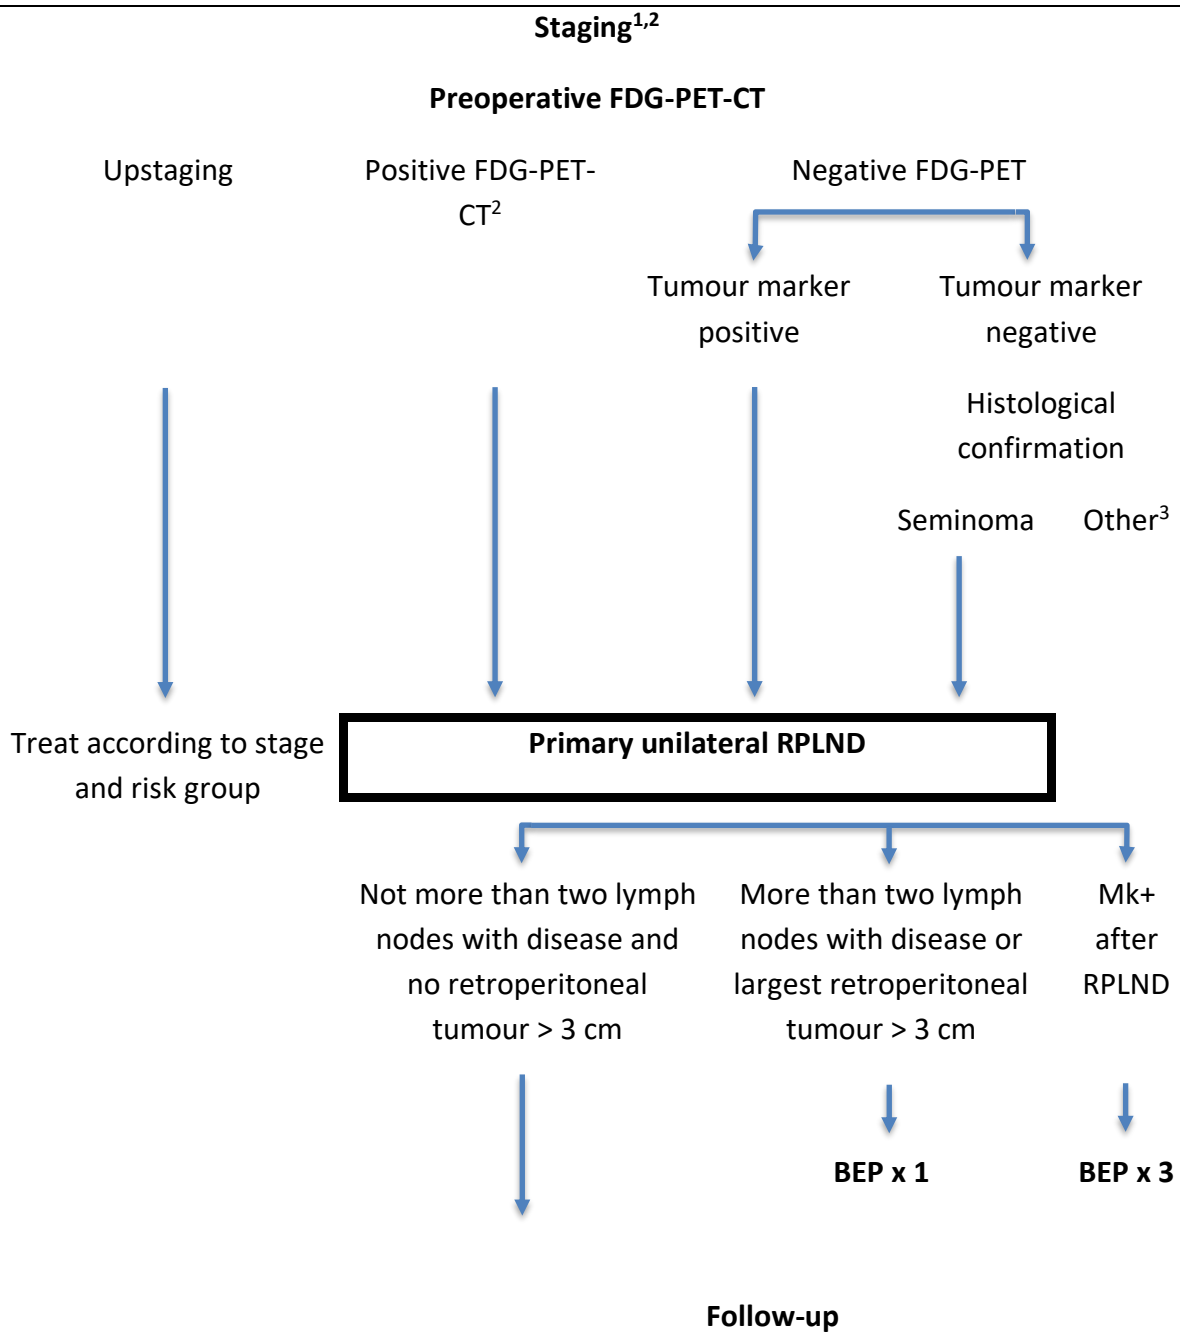 Staging1,2
Preoperative FDG-PET-CT
Upstaging
Positive FDG-PET-
CT2
Negative FDG-PET
Tumour marker
positive
Tumour marker
negative
Histological
confirmation
Seminoma
Other3
Treat according to stage
and risk group
Primary unilateral RPLND
Not more than two lymph
nodes with disease and
no retroperitoneal
tumour > 3 cm
More than two lymph
nodes with disease or
largest retroperitoneal
tumour > 3 cm
Mk+
after
RPLND
BEP x 1
BEP x 3
Follow-up